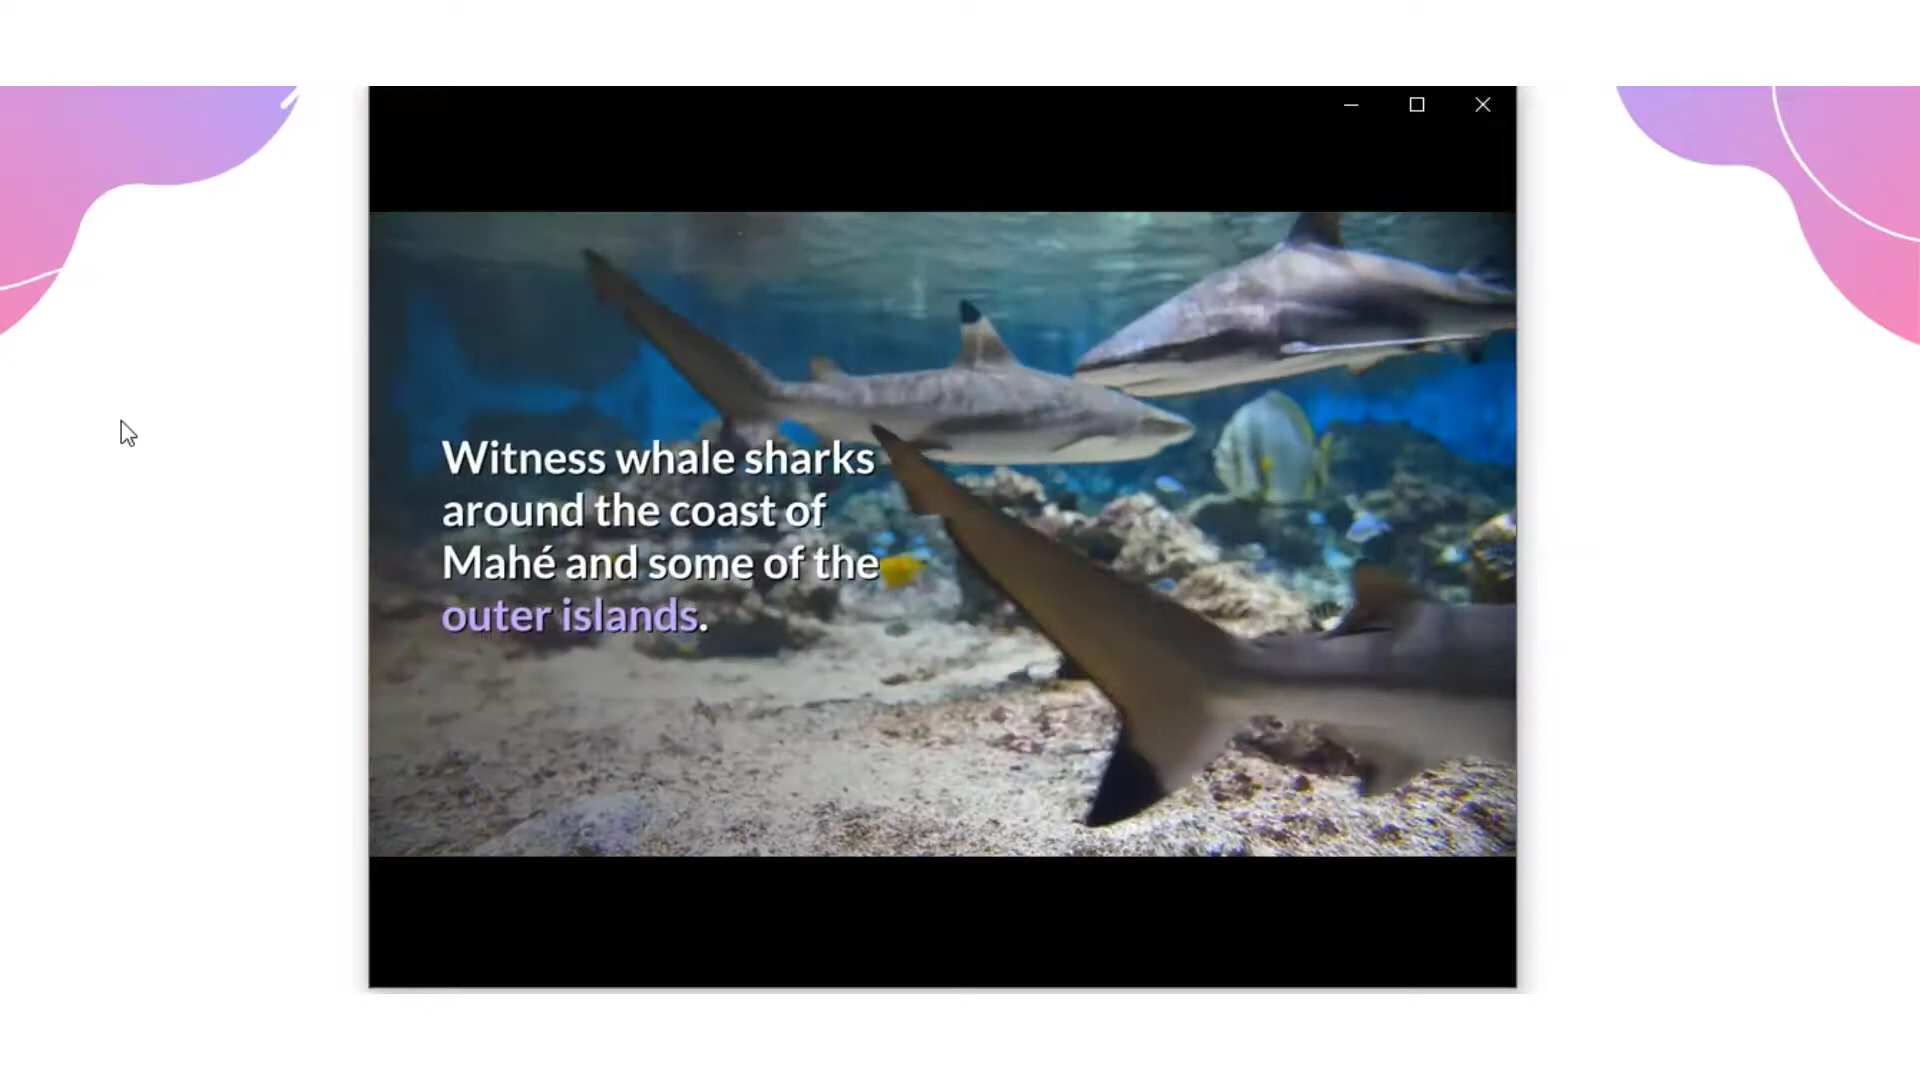 Witness whale sharks
around the coast of
Mahé and some of the
outer islands.